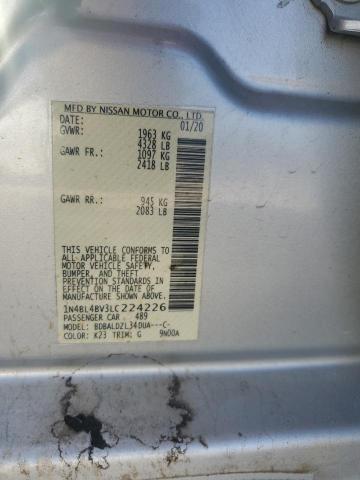 MFD BY NISSAN MOTOR CO., LTD.
DATE: 01/20
GVWR: 1963 KG
4328 LB
GAWR FR: 1097 KG
2418 LB
GAWR RR: 945 KG
2083 LB
THIS VEHICLE CONFORMS TO
ALL APPLICABLE FEDERAL
MOTOR VEHICLE SAFETY,
BUMPER, AND THEFT
PREVENTION STANDARDS IN
EFFECT ON THE DATE OF
MANUFACTURE SHOWN ABOVE.
1N4BL4BV3LC224226
PASSENGER CAR 489
MODEL: BDBALDZL34DUA---C-
COLOR: K23 TRIM: G 9N00A